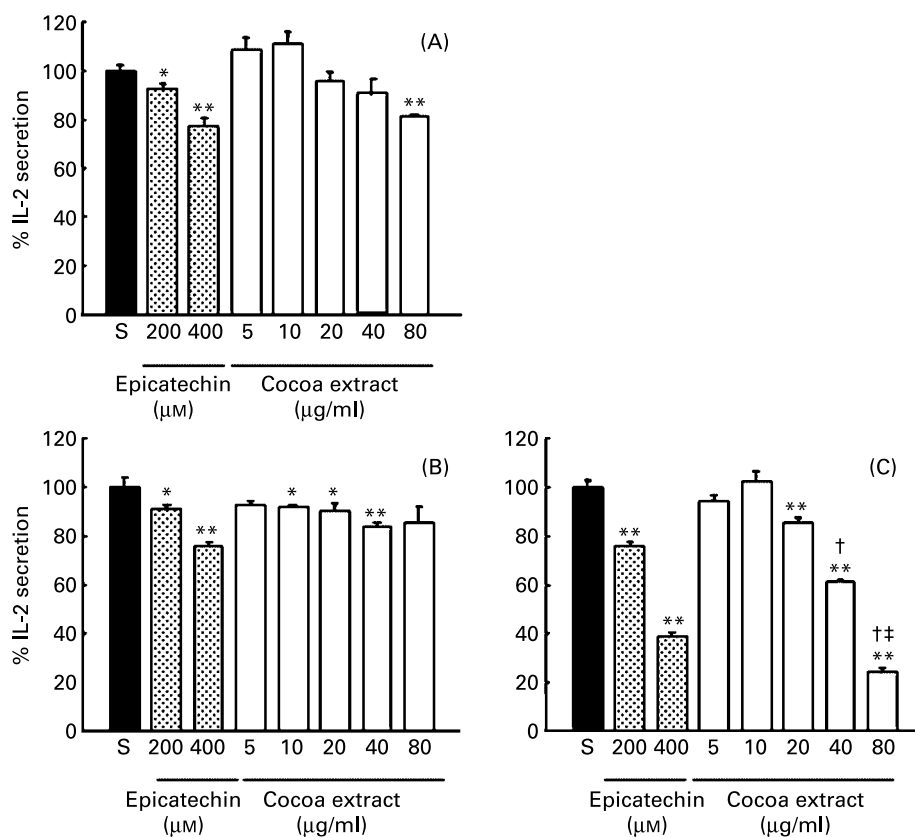 120
(A)
100
80
60
40
20
0
% IL-2 secretion
*
**
**
S 200 400 5 10 20 40 80
Epicatechin Cocoa extract
(μM) (μg/ml)
120
(B)
100
80
60
40
20
0
% IL-2 secretion
*
**
*
*
**
S 200 400 5 10 20 40 80
Epicatechin Cocoa extract
(μM) (μg/ml)
120
(C)
100
80
60
40
20
0
**
**
**
†
**
†‡
**
S 200 400 5 10 20 40 80
Epicatechin Cocoa extract
(μM) (μg/ml)